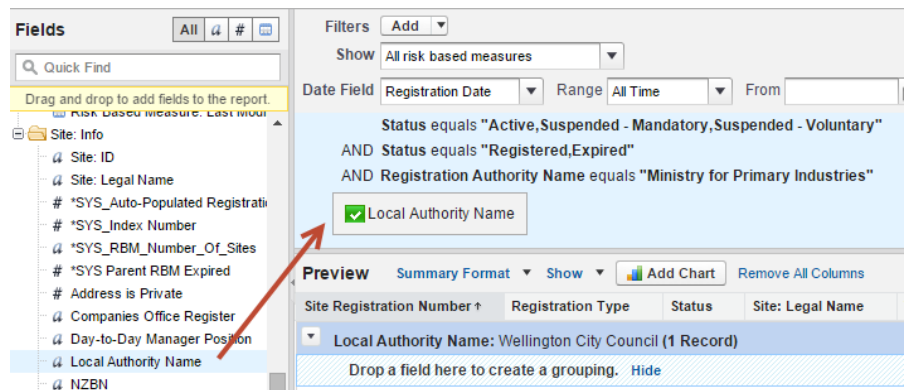 Fields
All a #
Quick Find
Drag and drop to add fields to the report.
Risk Based Measure: Last Modi
Site: Info
a Site: ID
a Site: Legal Name
# *SYS_Auto-Populated Registratio
# *SYS_Index Number
a *SYS_RBM_Number_Of_Sites
# *SYS Parent RBM Expired
# Address is Private
a Companies Office Register
a Day-to-Day Manager Position
a Local Authority Name
a NZBN
Filters Add
Show All risk based measures
Date Field Registration Date Range All Time From
Status equals "Active,Suspended - Mandatory,Suspended - Voluntary"
AND Status equals "Registered,Expired"
AND Registration Authority Name equals "Ministry for Primary Industries"
Local Authority Name
Preview Summary Format Show Add Chart Remove All Columns
Site Registration Number↑ Registration Type Status Site: Legal Name
Local Authority Name: Wellington City Council (1 Record)
Drop a field here to create a grouping. Hide